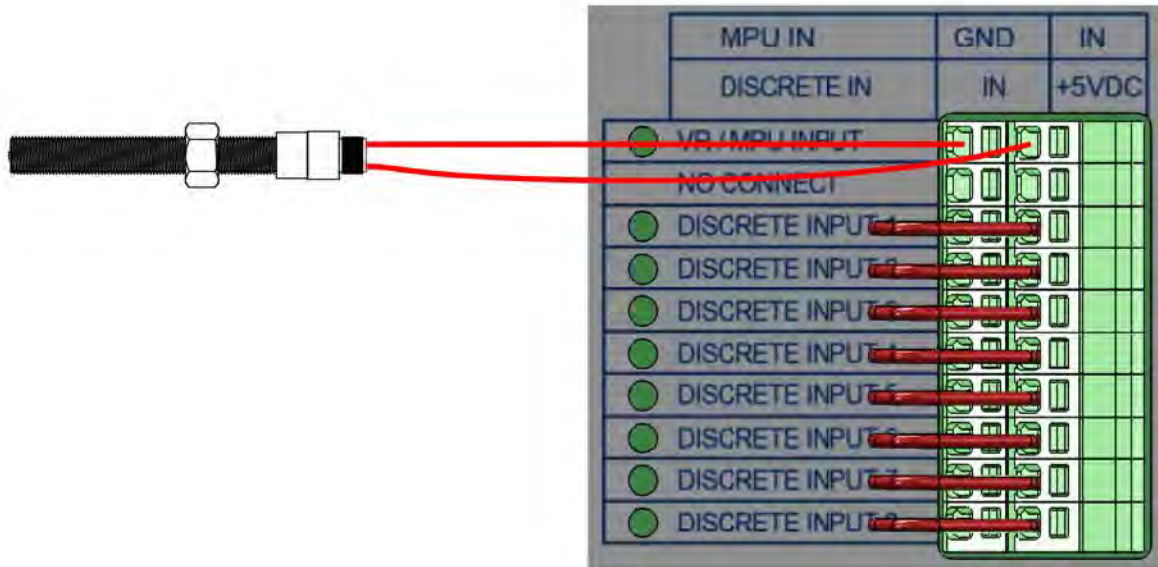 MPU IN GND IN
DISCRETE IN IN +5VDC
VR / MPU INPUT
NO CONNECT
DISCRETE INPUT
DISCRETE INPUT
DISCRETE INPUT
DISCRETE INPUT
DISCRETE INPUT
DISCRETE INPUT
DISCRETE INPUT
DISCRETE INPUT